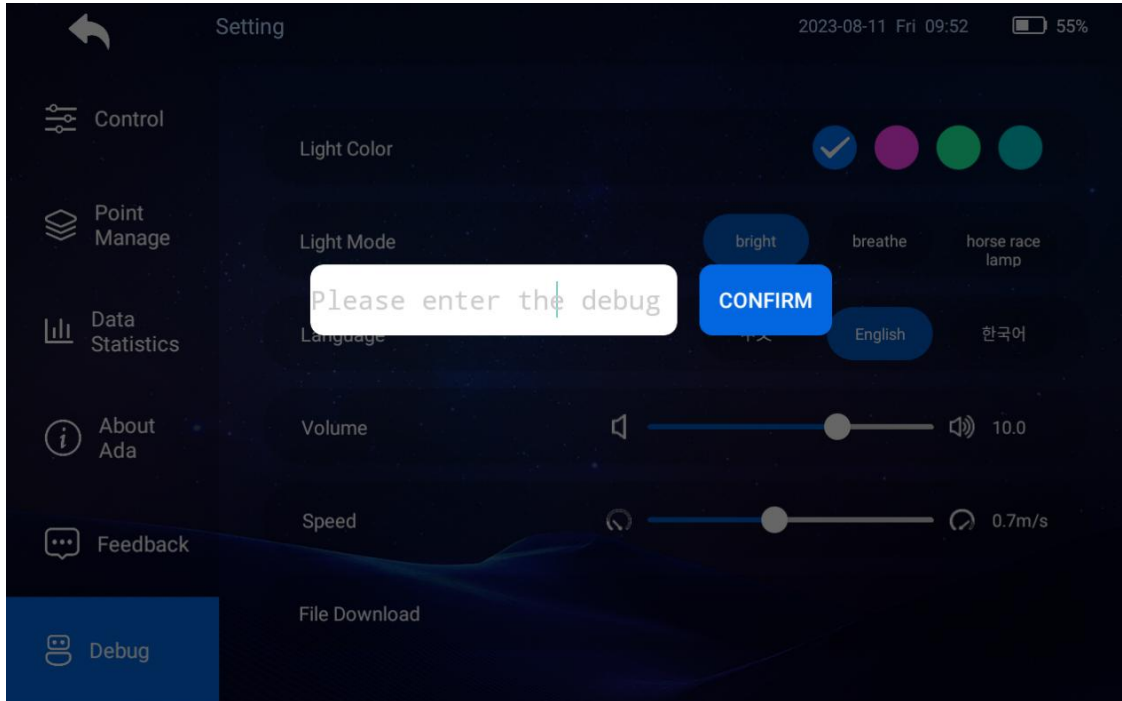 Setting
2023-08-11 Fri 09:52
55%
Control
Point
Manage
Data
Statistics
About
Ada
Feedback
Debug
Light Color
Light Mode
bright
breathe
horse race
lamp
Please enter the debug
CONFIRM
Language
English
한국어
Volume
10.0
Speed
0.7m/s
File Download